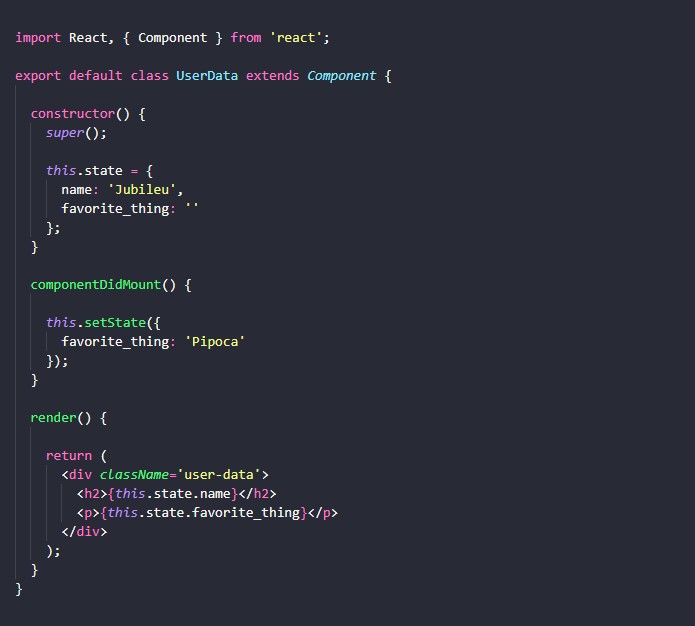 import React, { Component } from 'react';
export default class UserData extends Component {
  constructor() {
    super();
    this.state = {
      name: 'Jubileu',
      favorite_thing: ''
    };
  }
  componentDidMount() {
    this.setState({
      favorite_thing: 'Pipoca'
    });
  }
  render() {
    return (
      <div className='user-data'>
        <h2>{this.state.name}</h2>
        <p>{this.state.favorite_thing}</p>
      </div>
    );
  }
}